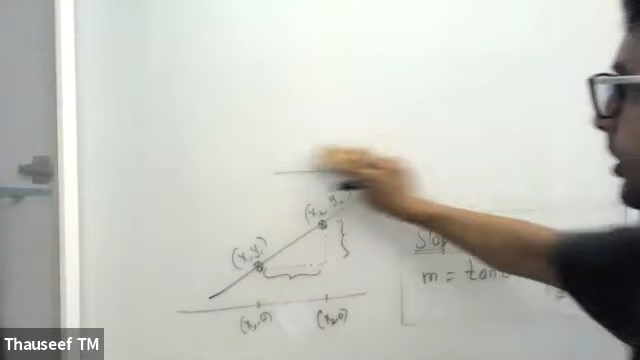 (x₂, y₂
(x₁, y₁)
Slop
m = tan
(x₁, 0)
(x₂, 0)
Thauseef TM